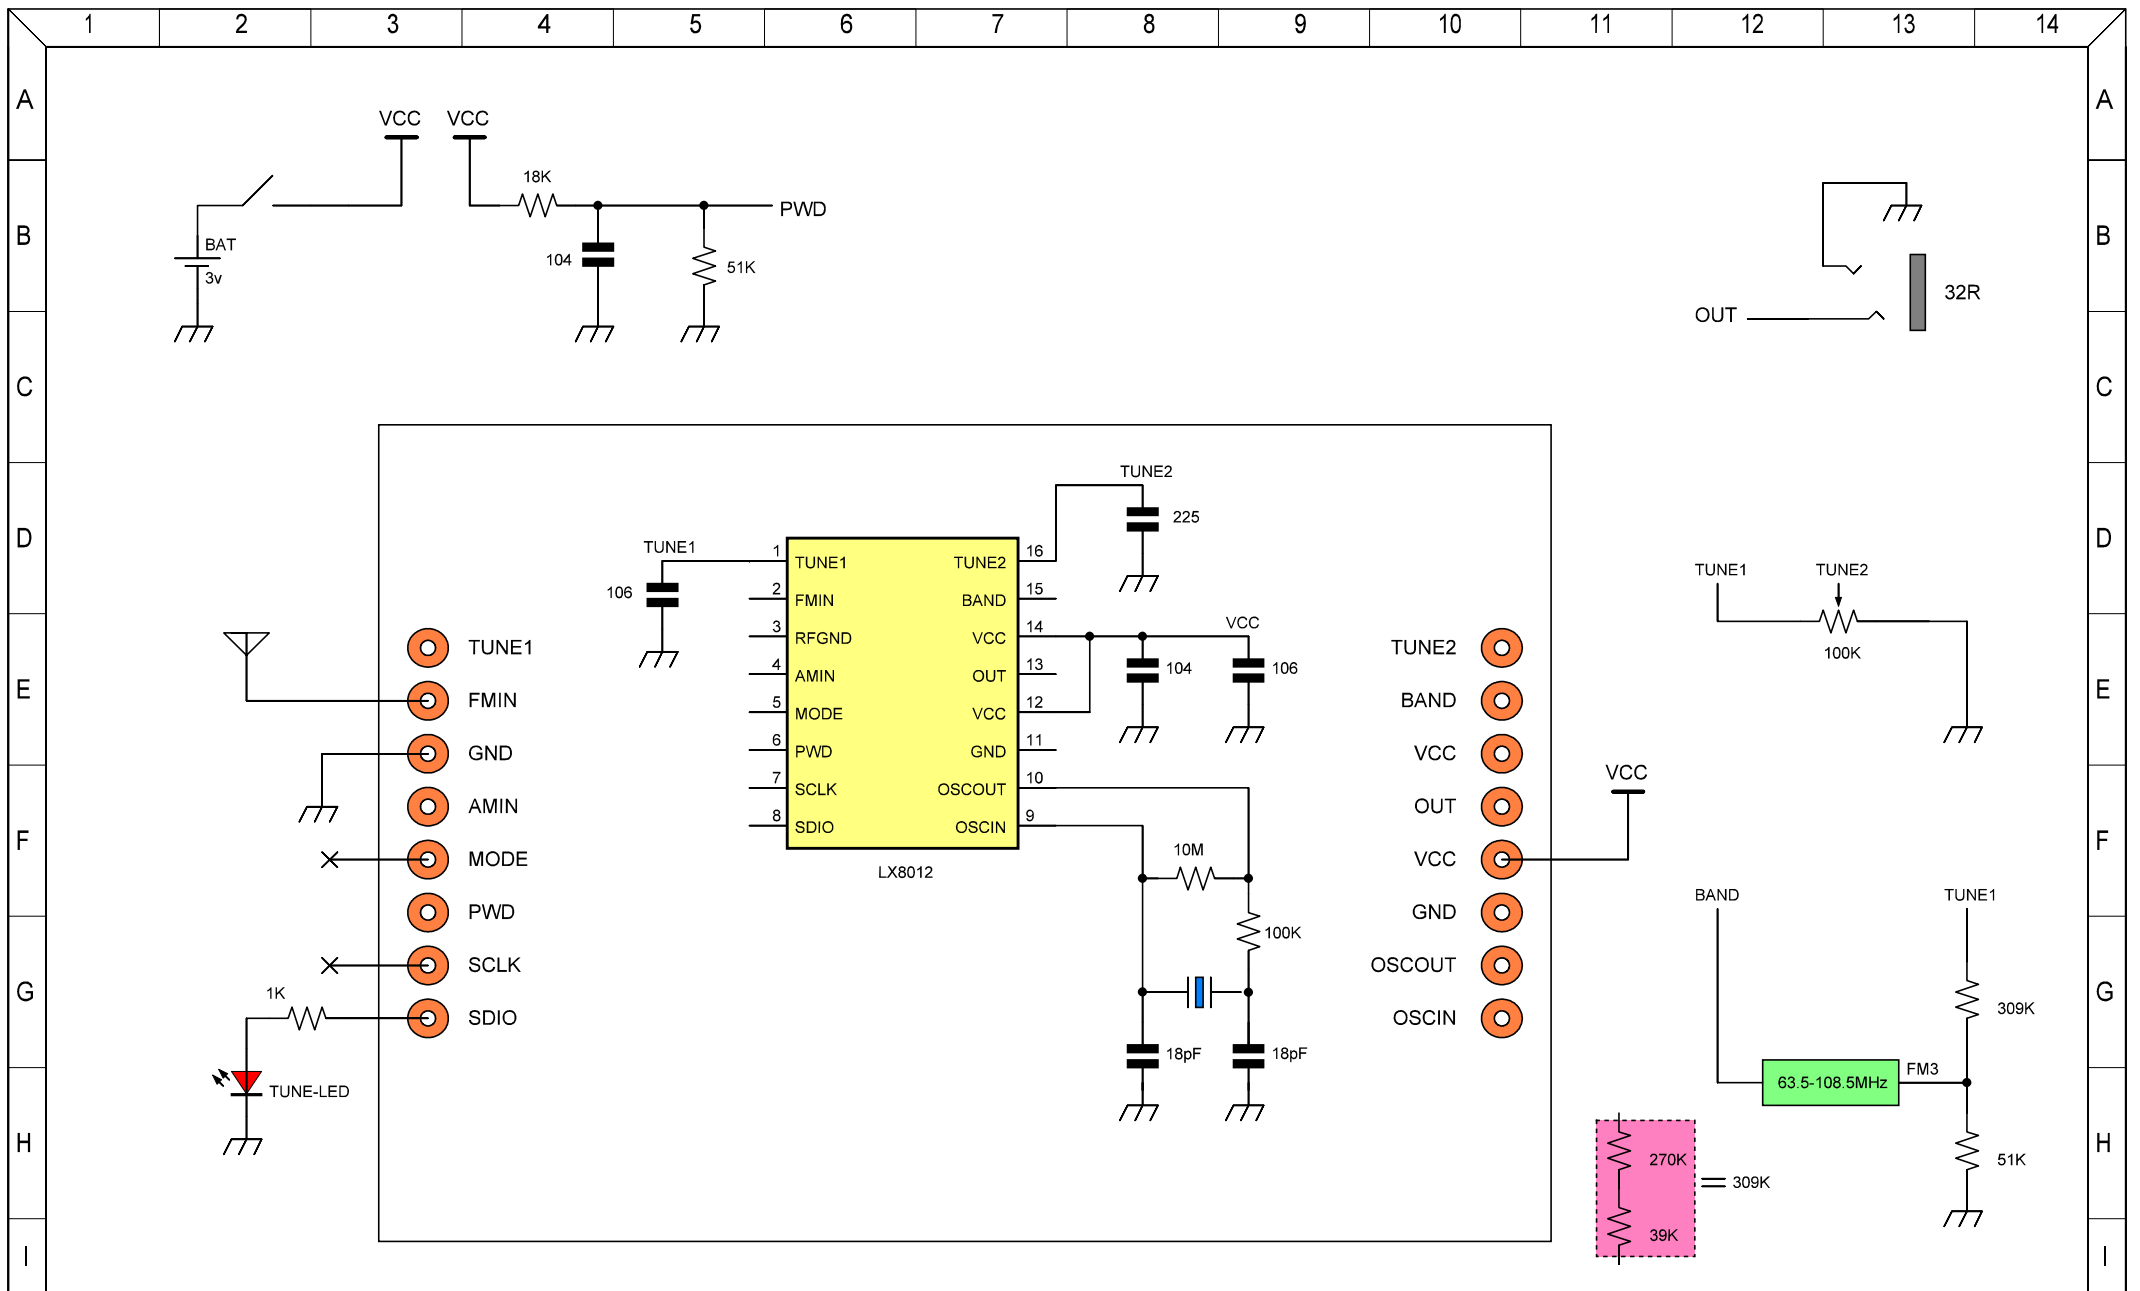 1 2 3 4 5 6 7 8 9 10 11 12 13 14
A A
VCC VCC
18K
PWD
B B
BAT
3v
104
51K
32R
OUT
C C
TUNE2
225
D D
TUNE1
106
1 TUNE1 TUNE2 16
2 FMIN BAND 15
3 RFGND VCC 14
4 AMIN OUT 13
5 MODE VCC 12
6 PWD GND 11
7 SCLK OSCOUT 10
8 SDIO OSCIN 9
LX8012
VCC
104 106
TUNE1 TUNE2
100K
E E
TUNE1
FMIN
GND
AMIN
MODE
PWD
SCLK
SDIO
TUNE2
BAND
VCC
OUT
VCC
GND
OSCOUT
OSCIN
VCC
F F
10M
100K
18pF 18pF
G G
1K
TUNE-LED
BAND TUNE1
309K
63.5-108.5MHz FM3
51K
H H
270K
39K
309K
I I